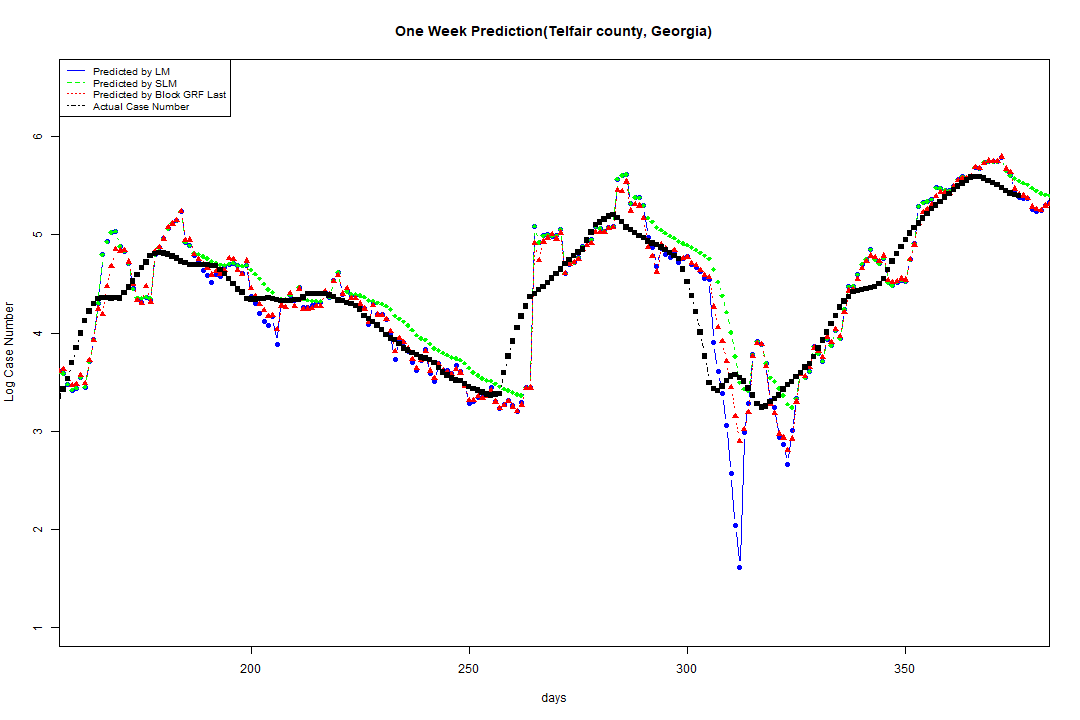 One Week Prediction(Telfair county, Georgia)
Predicted by LM
Predicted by SLM
Predicted by Block GRF Last
Actual Case Number
6
5
4
3
2
1
Log Case Number
200 250 300 350
days